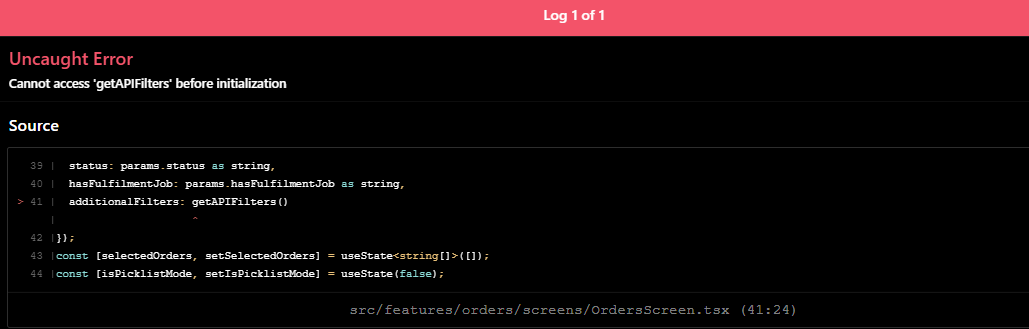 Log 1 of 1
Uncaught Error
Cannot access 'getAPIFilters' before initialization
Source
39 |  status: params.status as string,
40 |  hasFulfilmentJob: params.hasFulfilmentJob as string,
> 41 |  additionalFilters: getAPIFilters()
|                     ^
42 |});
43 |const [selectedOrders, setSelectedOrders] = useState<string[]>([]);
44 |const [isPicklistMode, setIsPicklistMode] = useState(false);
src/features/orders/screens/OrdersScreen.tsx (41:24)